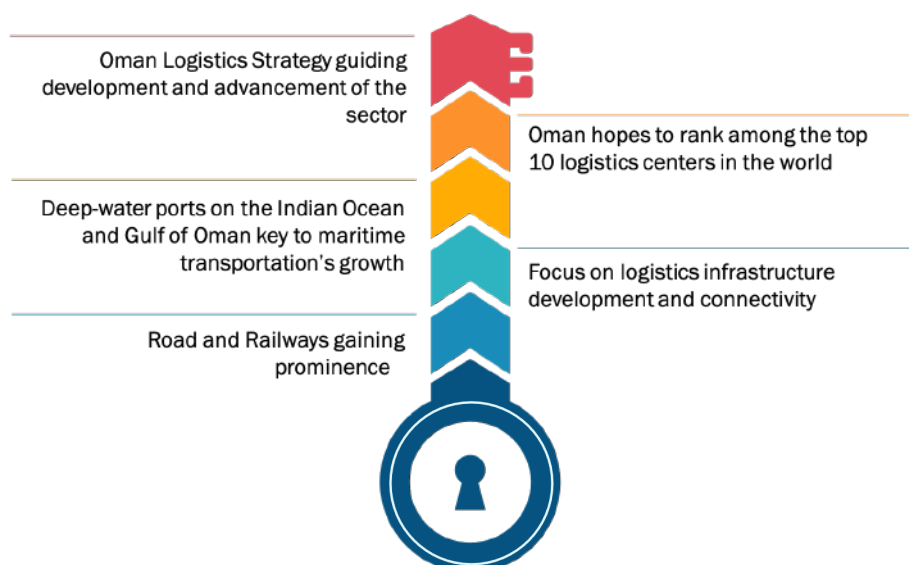 Oman Logistics Strategy guiding
development and advancement of the
sector
Oman hopes to rank among the top
10 logistics centers in the world
Deep-water ports on the Indian Ocean
and Gulf of Oman key to maritime
transportation's growth
Focus on logistics infrastructure
development and connectivity
Road and Railways gaining
prominence